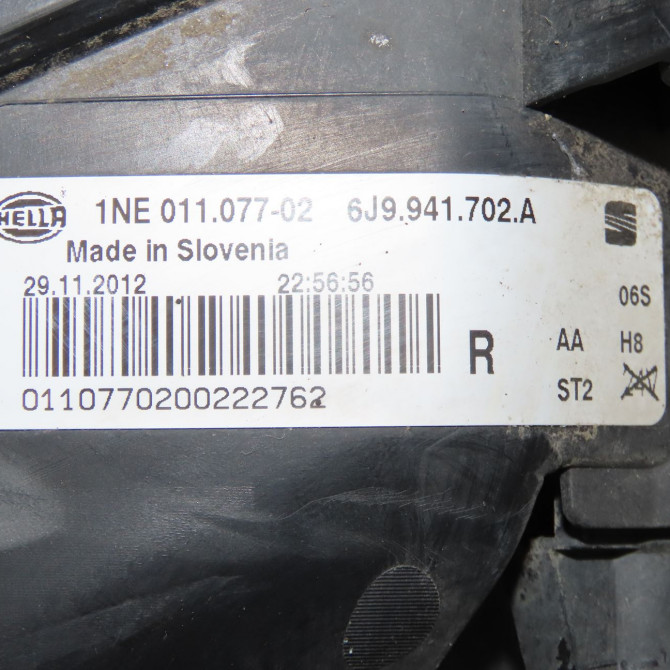 HELLA 1NE 011.077-02 6J9.941.702.A
Made in Slovenia
29.11.2012 22:56:56
06S
R AA H8
0110770200222762 ST2